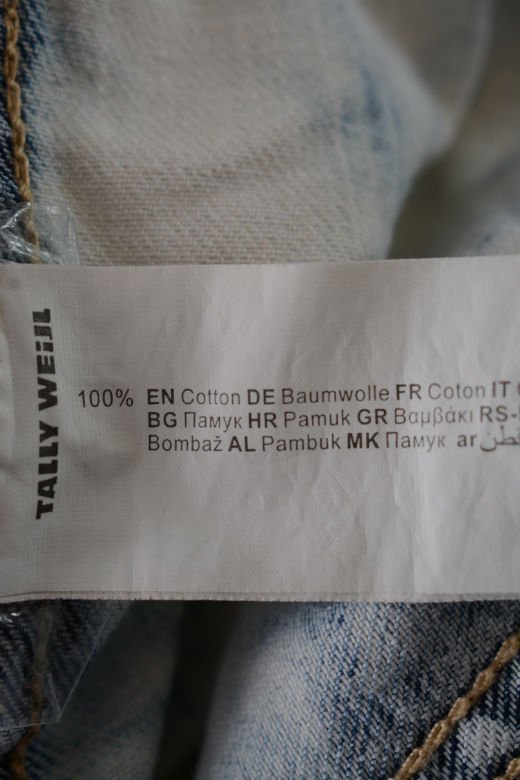 TALLY WEiJL
100% EN Cotton DE Baumwolle FR Coton IT
BG Памук HR Pamuk GR Βαμβάκι RS-
Bombaž AL Pambuk MK Памук ar قطن